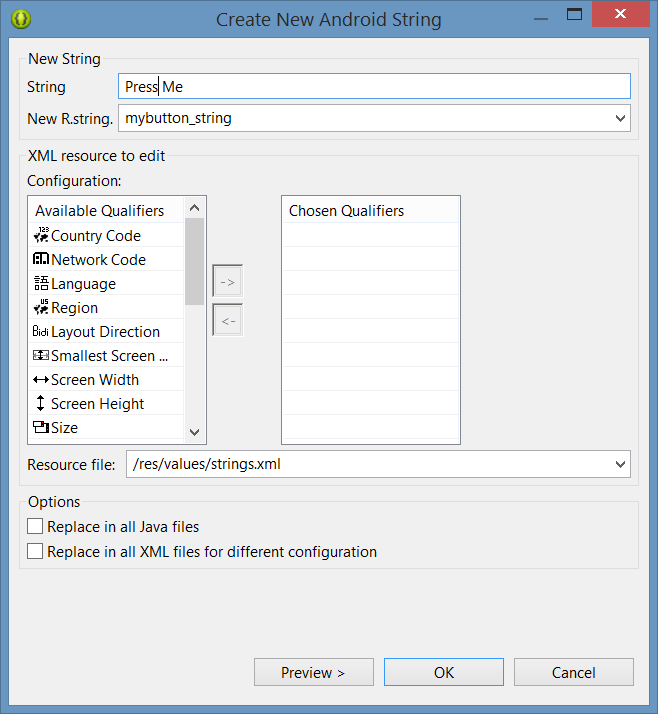 Create New Android String
New String
String Press Me
New R.string. mybutton_string
XML resource to edit
Configuration:
Available Qualifiers
Chosen Qualifiers
123 Country Code
Network Code
Language
US Region
Bidi Layout Direction
Smallest Screen ...
Screen Width
Screen Height
Size
->
<-
Resource file: /res/values/strings.xml
Options
Replace in all Java files
Replace in all XML files for different configuration
Preview > OK Cancel